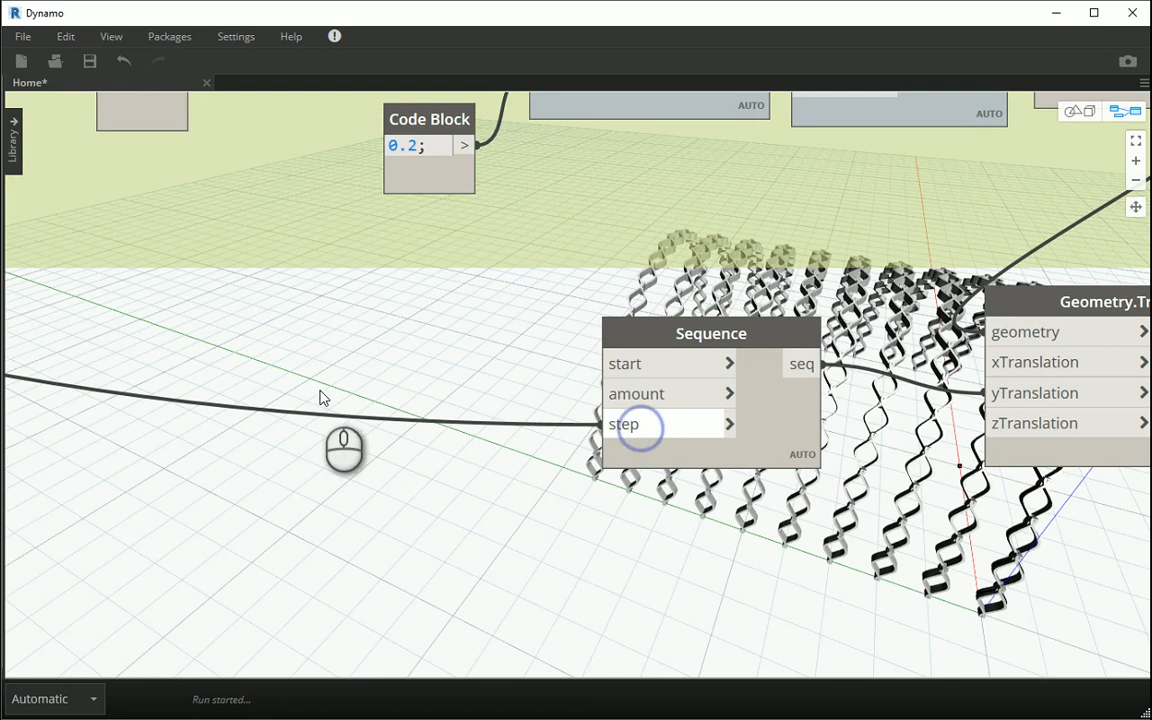 R Dynamo
File Edit View Packages Settings Help !
Home*
Library
AUTO
AUTO
Code Block
0.2; >
Sequence
start
amount
step
seq
AUTO
Geometry.Tr
geometry
xTranslation
yTranslation
zTranslation
Automatic
Run started...